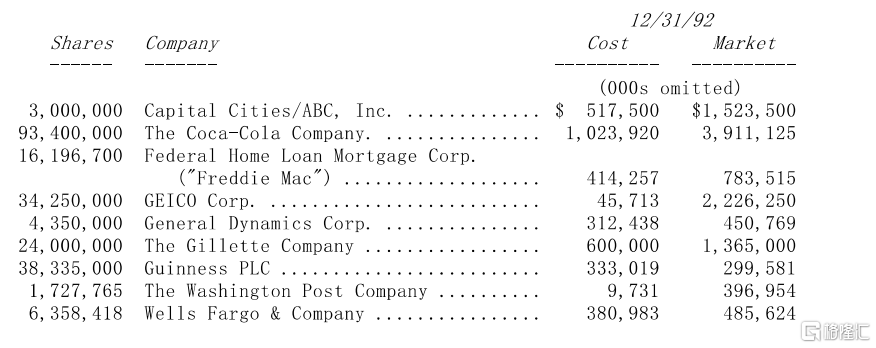 12/31/92
Shares Company Cost Market
------ ------- ---------- ----------
(000s omitted)
3,000,000 Capital Cities/ABC, Inc. ............. $ 517,500 $1,523,500
93,400,000 The Coca-Cola Company. ............... 1,023,920 3,911,125
16,196,700 Federal Home Loan Mortgage Corp.
("Freddie Mac") ................... 414,257 783,515
34,250,000 GEICO Corp. .......................... 45,713 2,226,250
4,350,000 General Dynamics Corp. ............... 312,438 450,769
24,000,000 The Gillette Company ................. 600,000 1,365,000
38,335,000 Guinness PLC ......................... 333,019 299,581
1,727,765 The Washington Post Company .......... 9,731 396,954
6,358,418 Wells Fargo & Company ................ 380,983 485,624
格隆汇